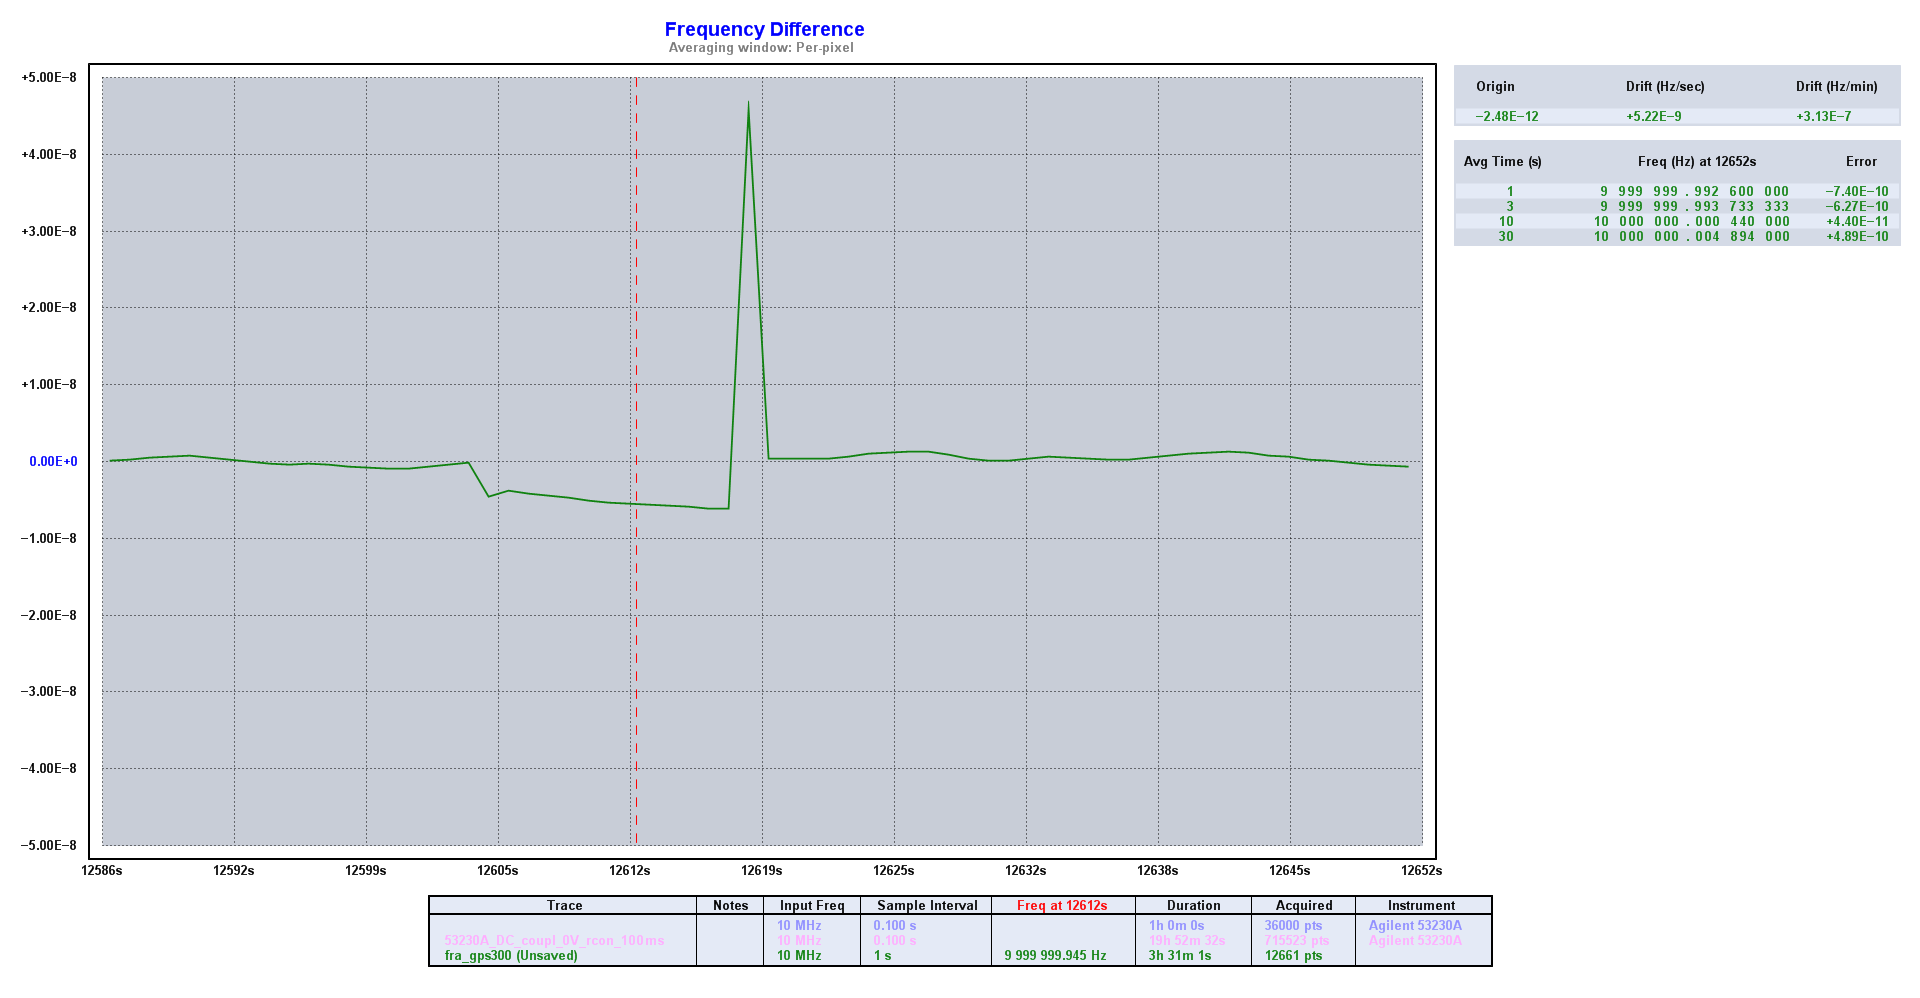 Frequency Difference
Averaging window: Per-pixel
+5.00E−8
+4.00E−8
+3.00E−8
+2.00E−8
+1.00E−8
0.00E+0
−1.00E−8
−2.00E−8
−3.00E−8
−4.00E−8
−5.00E−8
12586s 12592s 12599s 12605s 12612s 12619s 12625s 12632s 12638s 12645s 12652s
Origin Drift (Hz/sec) Drift (Hz/min)
−2.48E−12 +5.22E−9 +3.13E−7
Avg Time (s) Freq (Hz) at 12652s Error
1 9 999 999 . 992 600 000 −7.40E−10
3 9 999 999 . 993 733 333 −6.27E−10
10 10 000 000 . 000 440 000 +4.40E−11
30 10 000 000 . 004 894 000 +4.89E−10
Trace Notes Input Freq Sample Interval Freq at 12612s Duration Acquired Instrument
10 MHz 0.100 s 1h 0m 0s 36000 pts Agilent 53230A
53230A_DC_coupl_0V_rcon_100ms 10 MHz 0.100 s 19h 52m 32s 715523 pts Agilent 53230A
fra_gps300 (Unsaved) 10 MHz 1 s 9 999 999.945 Hz 3h 31m 1s 12661 pts